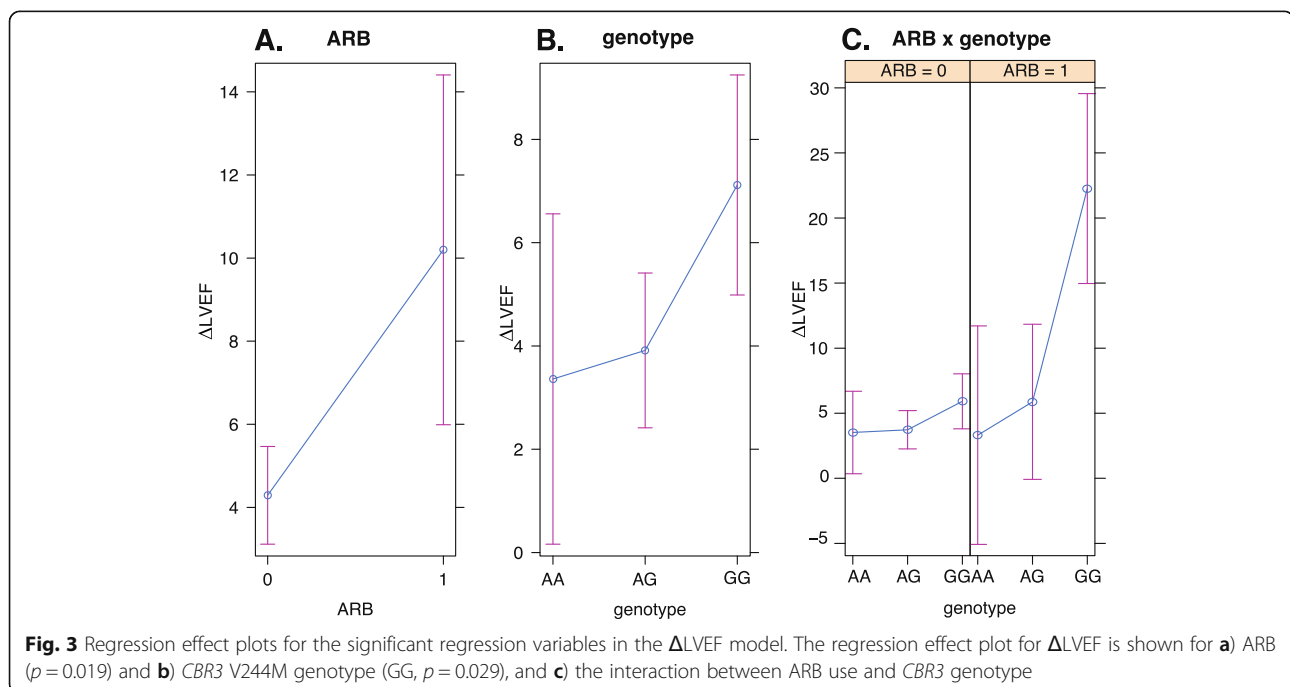 A. ARB
ΔLVEF
14
12
10
8
6
4
0 1
ARB
B. genotype
ΔLVEF
8
6
4
2
0
AA AG GG
genotype
C. ARB x genotype
ARB = 0 ARB = 1
ΔLVEF
30
25
20
15
10
5
0
−5
AA AG GG AA AG GG
genotype
Fig. 3 Regression effect plots for the significant regression variables in the ΔLVEF model. The regression effect plot for ΔLVEF is shown for a) ARB
(p = 0.019) and b) CBR3 V244M genotype (GG, p = 0.029), and c) the interaction between ARB use and CBR3 genotype